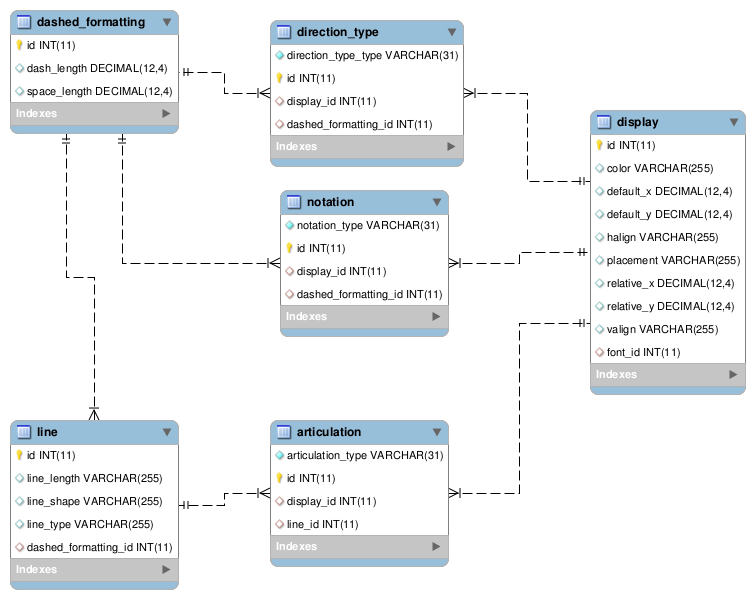 dashed_formatting
id INT(11)
dash_length DECIMAL(12,4)
space_length DECIMAL(12,4)
Indexes
direction_type
direction_type_type VARCHAR(31)
id INT(11)
display_id INT(11)
dashed_formatting_id INT(11)
Indexes
display
id INT(11)
color VARCHAR(255)
default_x DECIMAL(12,4)
default_y DECIMAL(12,4)
halign VARCHAR(255)
placement VARCHAR(255)
relative_x DECIMAL(12,4)
relative_y DECIMAL(12,4)
valign VARCHAR(255)
font_id INT(11)
Indexes
notation
notation_type VARCHAR(31)
id INT(11)
display_id INT(11)
dashed_formatting_id INT(11)
Indexes
line
id INT(11)
line_length VARCHAR(255)
line_shape VARCHAR(255)
line_type VARCHAR(255)
dashed_formatting_id INT(11)
Indexes
articulation
articulation_type VARCHAR(31)
id INT(11)
display_id INT(11)
line_id INT(11)
Indexes